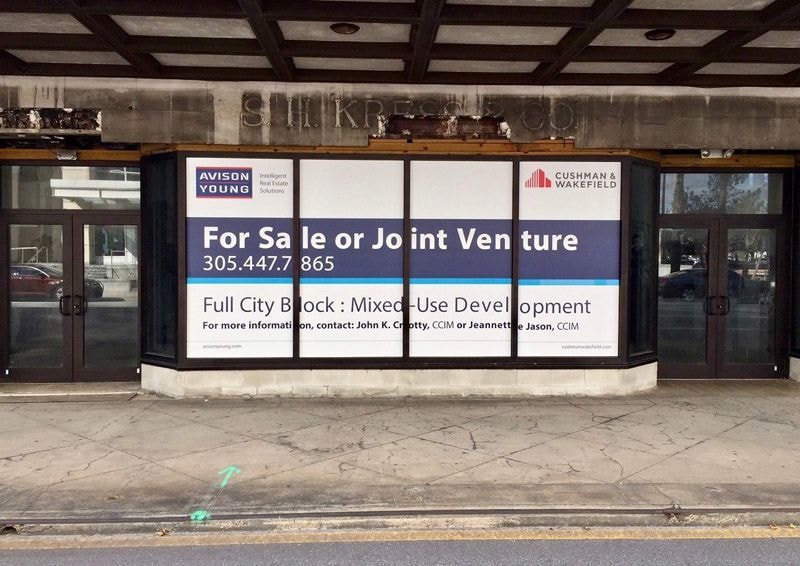 S. H. KRESS & CO.
AVISON
YOUNG
Intelligent
Real Estate
Solutions
CUSHMAN &
WAKEFIELD
For Sale or Joint Venture
305.447.7865
Full City Block : Mixed-Use Development
For more information, contact: John K. Crotty, CCIM or Jeannette Jason, CCIM
avisonyoung.com
cushmanwakefield.com